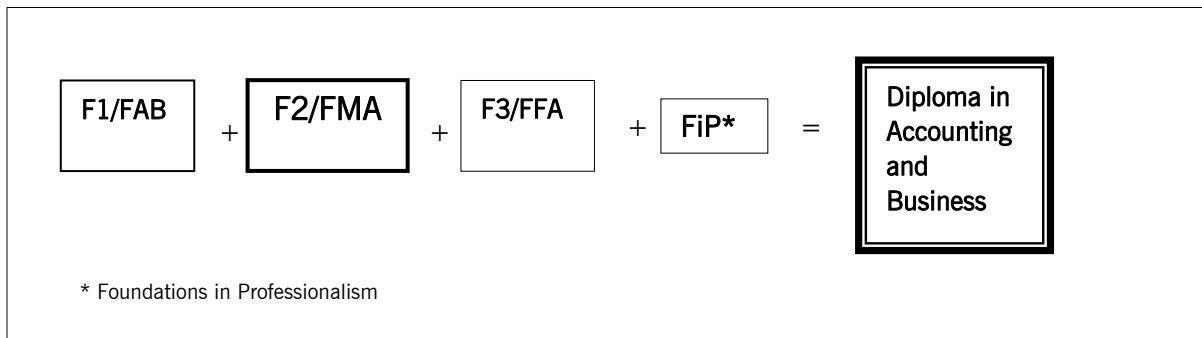 F1/FAB + F2/FMA + F3/FFA + FiP* = Diploma in
Accounting
and
Business
* Foundations in Professionalism